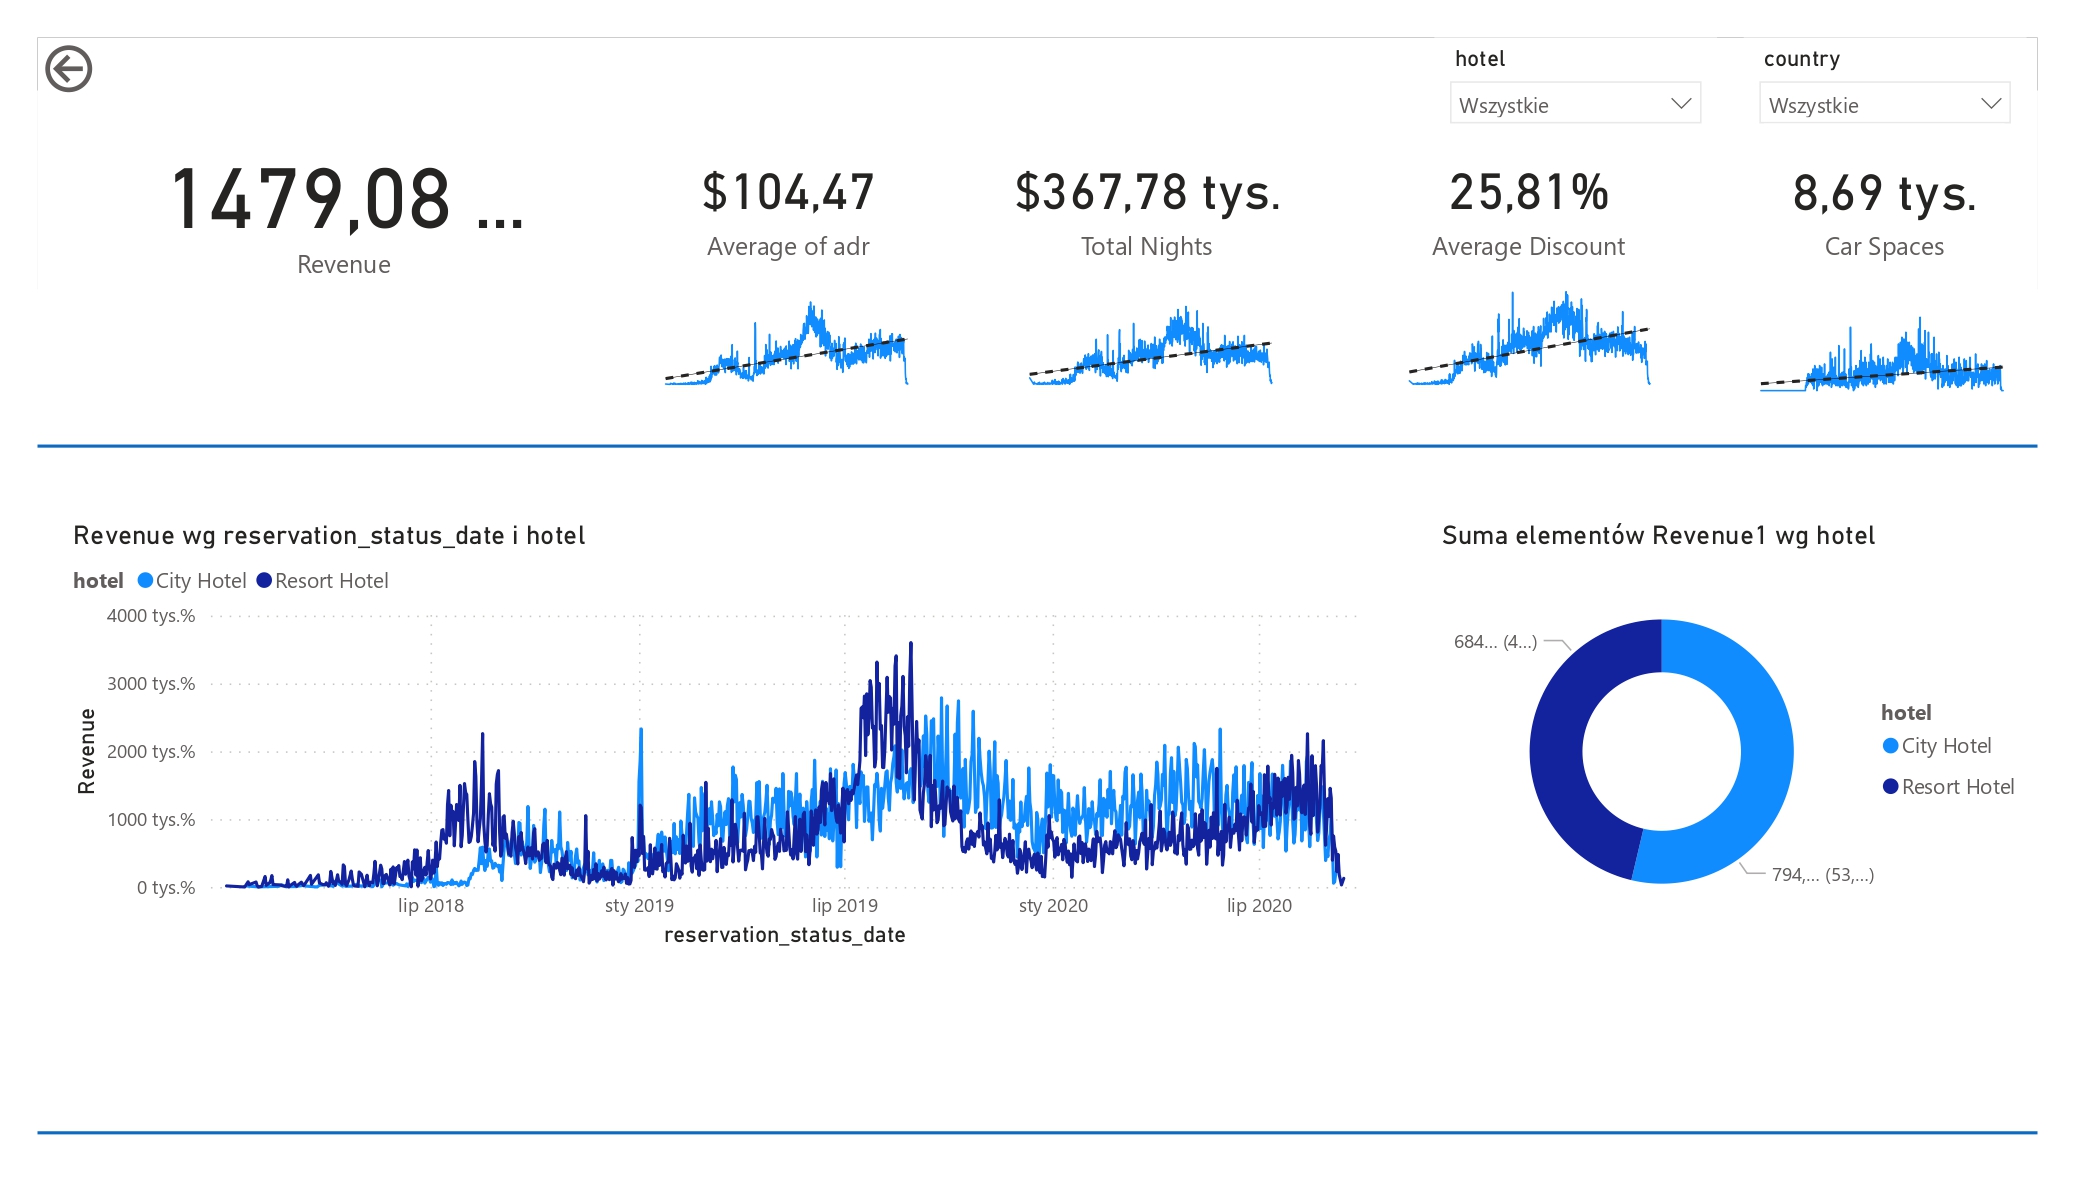 hotel
country
Wszystkie
Wszystkie
1479,08 ...
Revenue
$104,47
Average of adr
$367,78 tys.
Total Nights
25,81%
Average Discount
8,69 tys.
Car Spaces
Revenue wg reservation_status_date i hotel
hotel City Hotel Resort Hotel
4000 tys.%
3000 tys.%
2000 tys.%
1000 tys.%
0 tys.%
Revenue
lip 2018
sty 2019
lip 2019
sty 2020
lip 2020
reservation_status_date
Suma elementów Revenue1 wg hotel
684... (4...)
794,... (53,...)
hotel
City Hotel
Resort Hotel